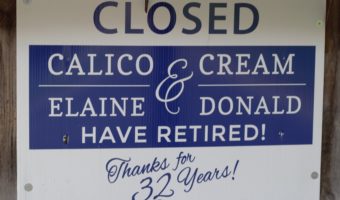 CLOSED
CALICO & CREAM
ELAINE & DONALD
HAVE RETIRED!
Thanks for
32 Years!